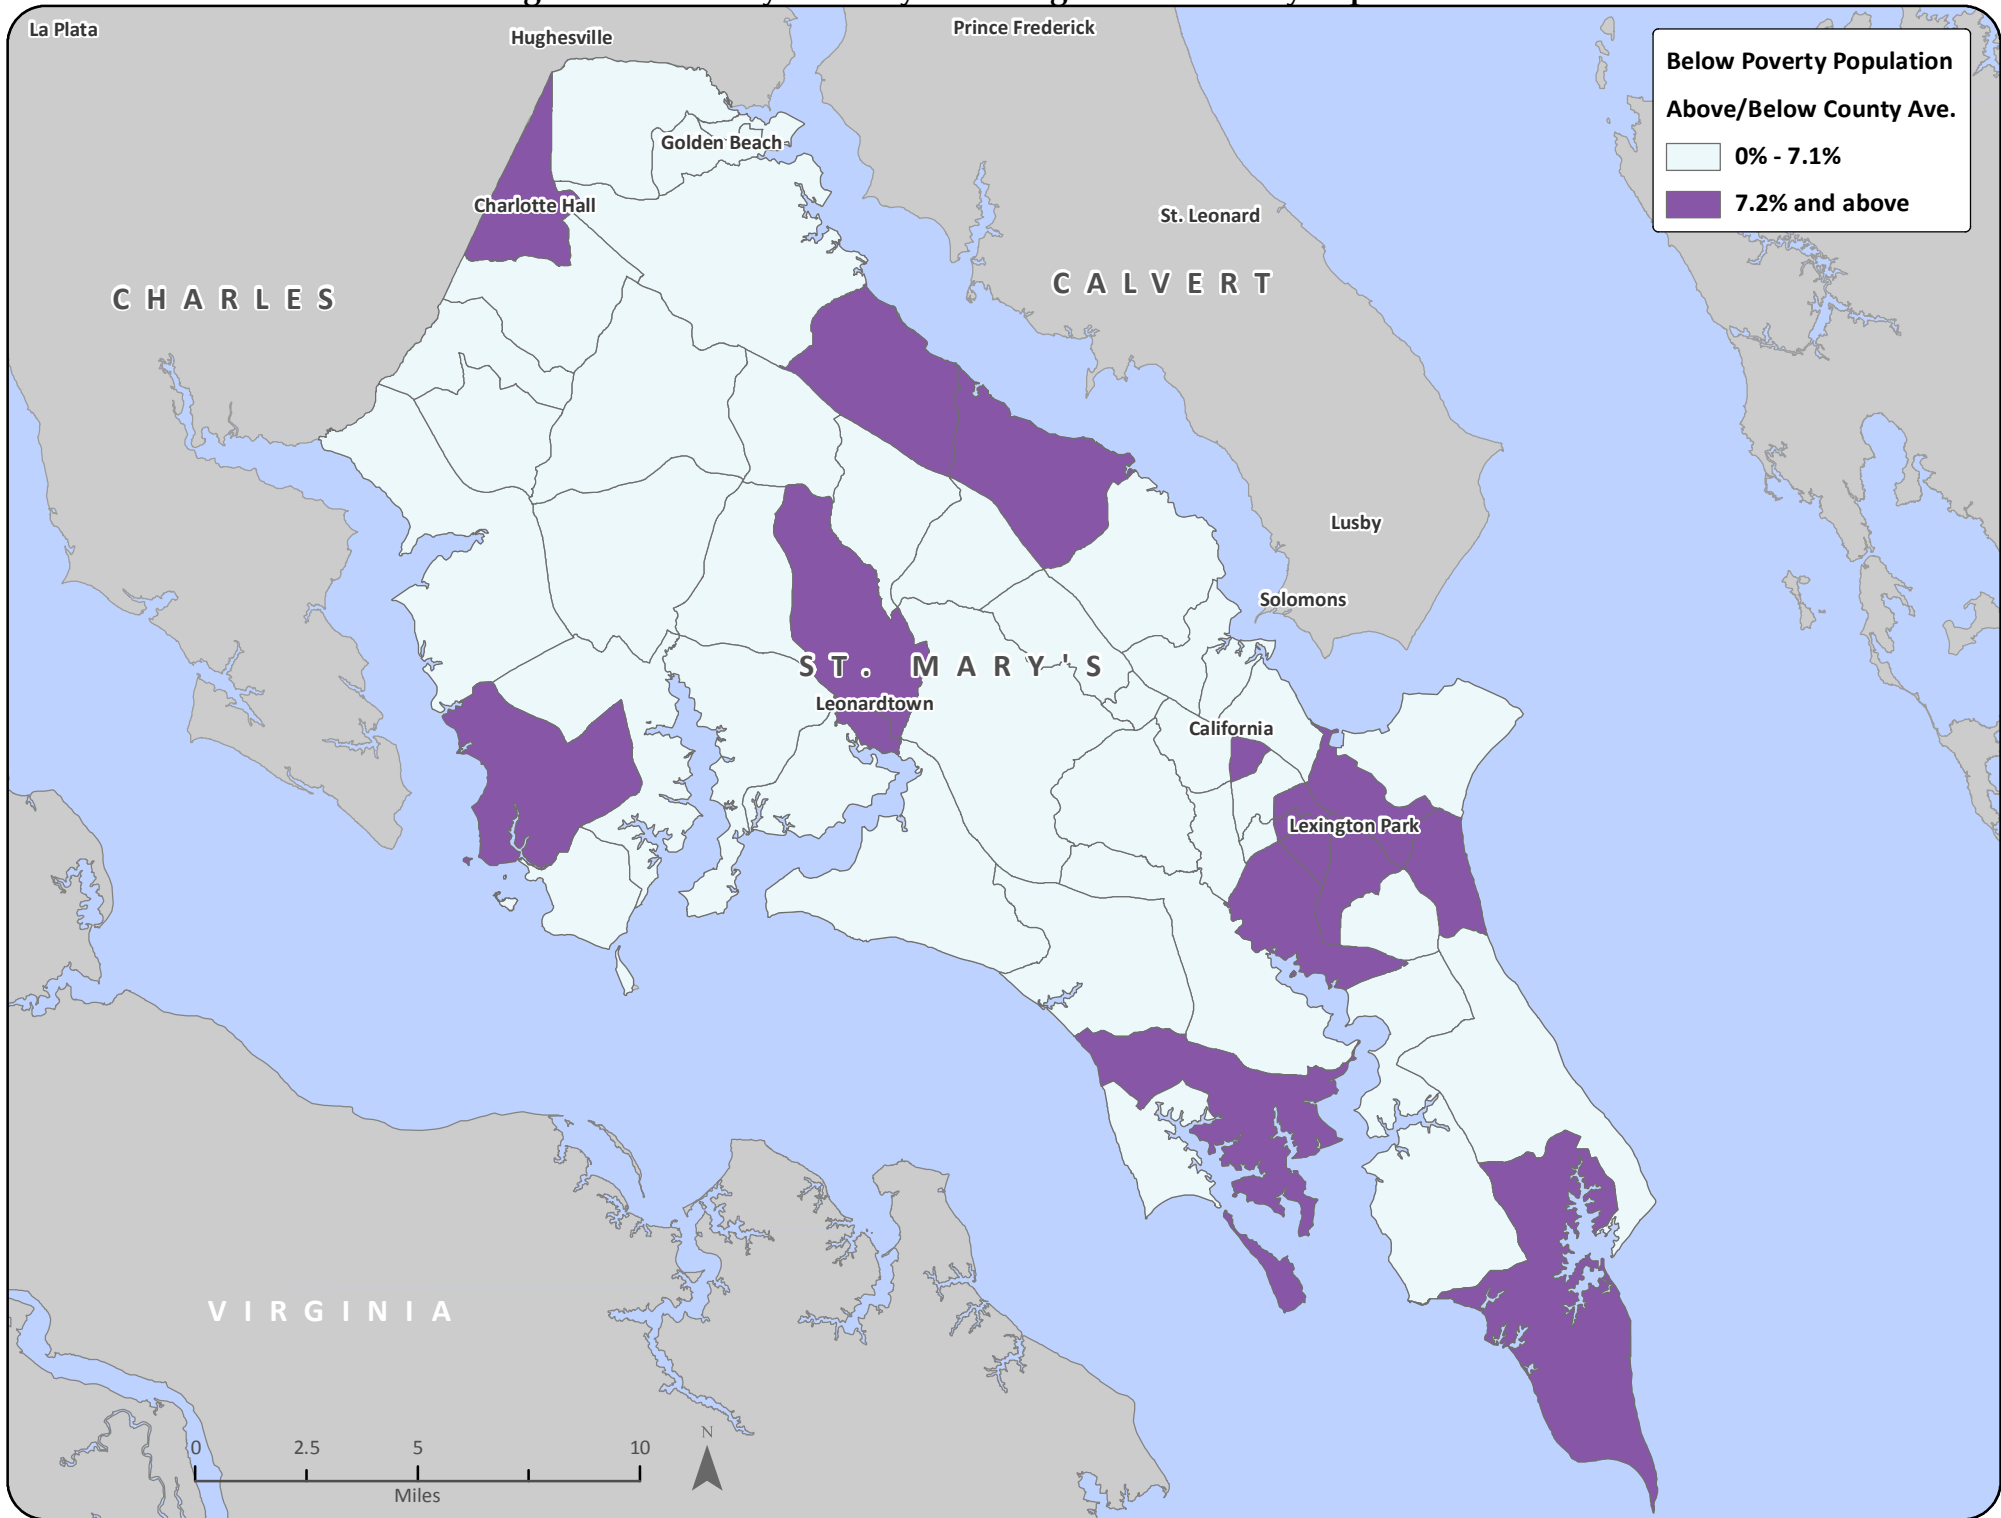 La Plata
Hughesville
Prince Frederick
Below Poverty Population
Above/Below County Ave.
0% - 7.1%
7.2% and above
Golden Beach
Charlotte Hall
St. Leonard
CHARLES
CALVERT
Lusby
Solomons
ST. MARY'S
Leonardtown
California
Lexington Park
VIRGINIA
N
0 2.5 5 10
Miles